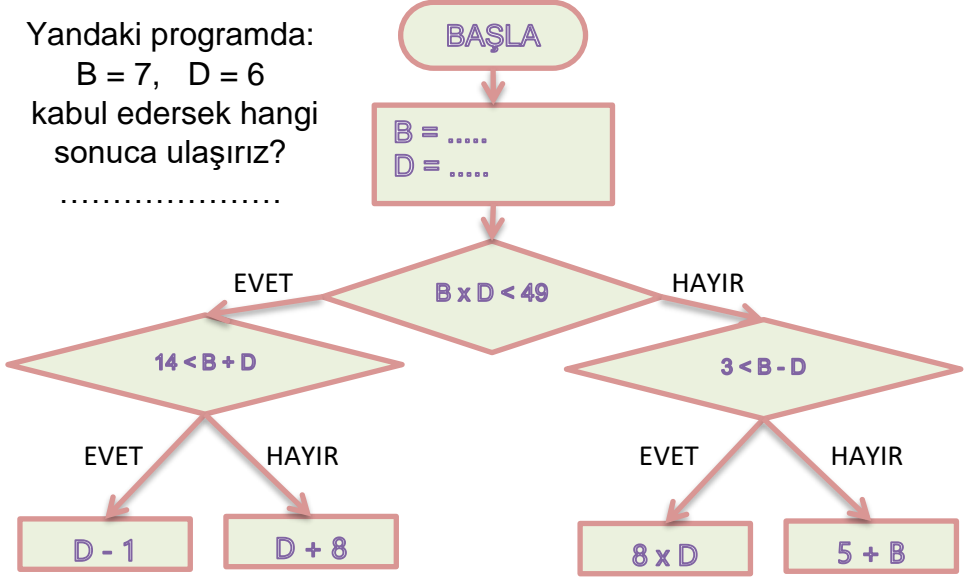 Yandaki programda:
B = 7, D = 6
kabul edersek hangi
sonuca ulaşırız?
.....................
BAŞLA
B = .....
D = .....
B x D < 49
EVET
HAYIR
14 < B + D
3 < B - D
EVET
HAYIR
EVET
HAYIR
D - 1
D + 8
8 x D
5 + B